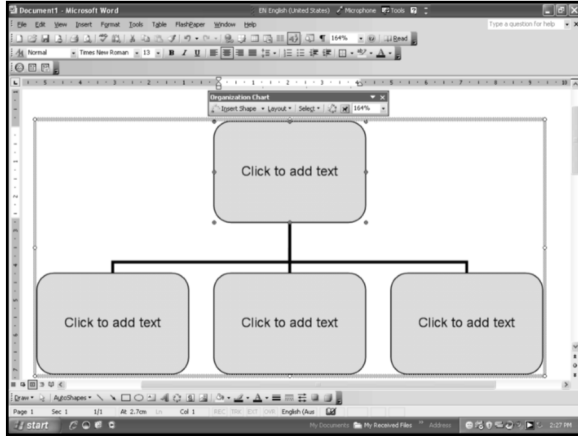 Document1 - Microsoft Word
EN English (United States) Microphone Tools
File Edit View Insert Format Tools Table FlashPaper Window Help
Type a question for help
164% Read
Normal Times New Roman 13 B I U
Organization Chart
Insert Shape Layout Select 164%
Click to add text
Click to add text Click to add text Click to add text
Draw AutoShapes
Page 1 Sec 1 1/1 At 2.7cm Ln Col 1 REC TRK EXT OVR English (Aus
start My Documents My Received Files Address 2:27 PM